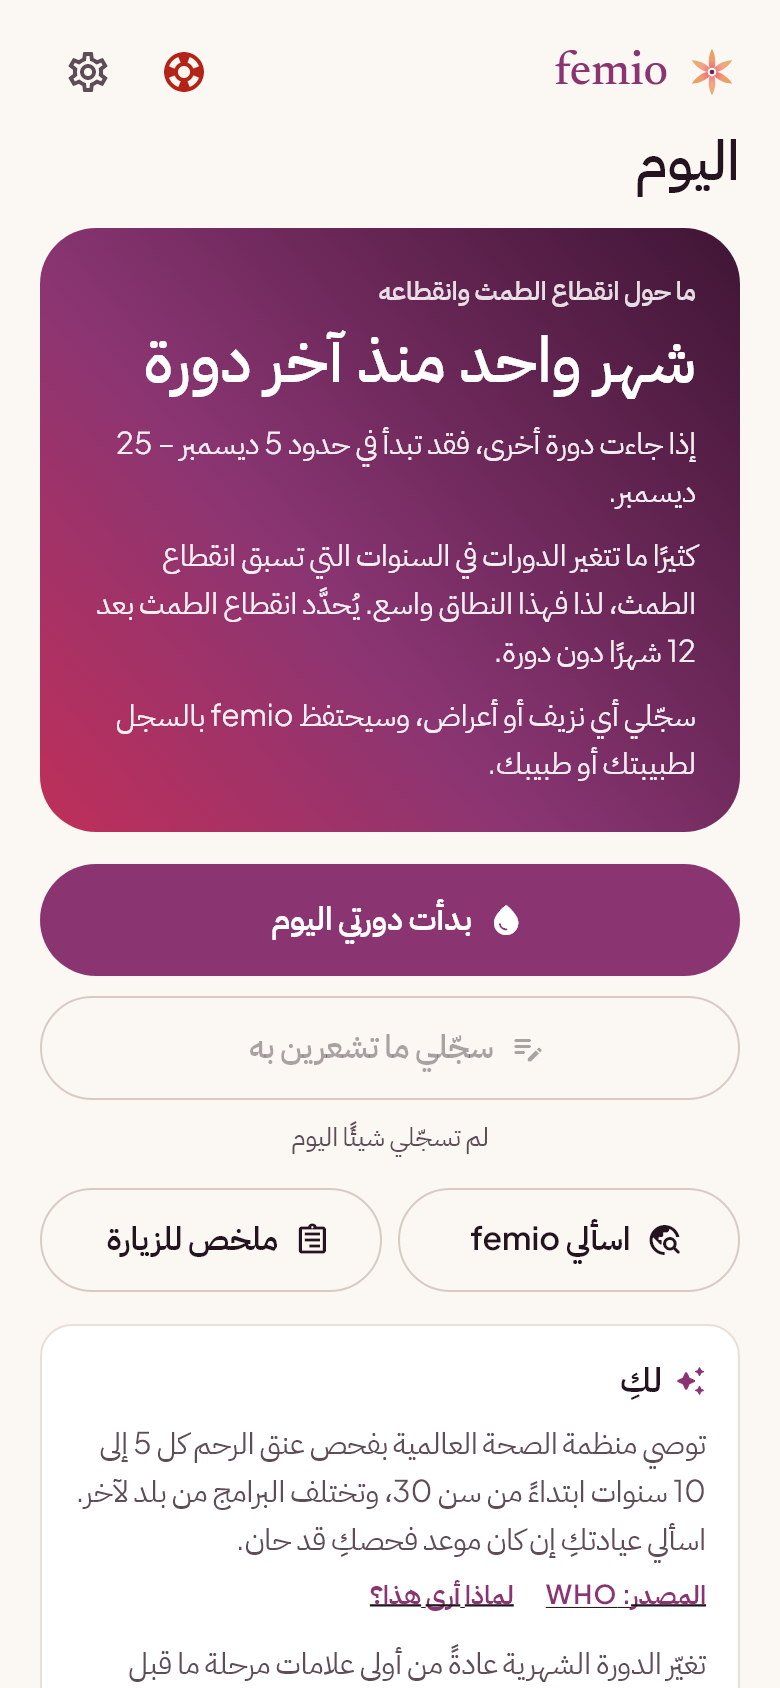 femio
اليوم
ما حول انقطاع الطمث وانقطاعه
شهر واحد منذ آخر دورة
إذا جاءت دورة أخرى، فقد تبدأ في حدود 5 ديسمبر – 25
ديسمبر.
كثيرًا ما تتغير الدورات في السنوات التي تسبق انقطاع
الطمث، لذا فهذا النطاق واسع. يُحدَّد انقطاع الطمث بعد
12 شهرًا دون دورة.
سجّلي أي نزيف أو أعراض، وسيحتفظ femio بالسجل
لطبيبتك أو طبيبك.
بدأت دورتي اليوم
سجّلي ما تشعرين به
لم تسجّلي شيئًا اليوم
اسألي femio
ملخص للزيارة
لكِ
توصي منظمة الصحة العالمية بفحص عنق الرحم كل 5 إلى
10 سنوات ابتداءً من سن 30، وتختلف البرامج من بلد لآخر.
اسألي عيادتكِ إن كان موعد فحصكِ قد حان.
المصدر: WHO
لماذا أرى هذا؟
تغيّر الدورة الشهرية عادةً من أولى علامات مرحلة ما قبل